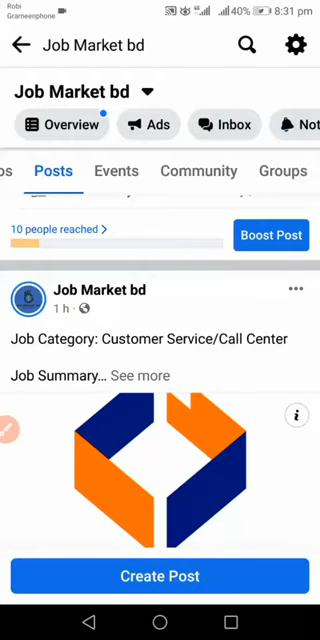 Robi
Grameenphone
40%
8:31 pm
Job Market bd
Job Market bd
Overview
Ads
Inbox
Not
os
Posts
Events
Community
Groups
10 people reached
Boost Post
Job Market bd
1 h
Job Category: Customer Service/Call Center
Job Summary... See more
Create Post